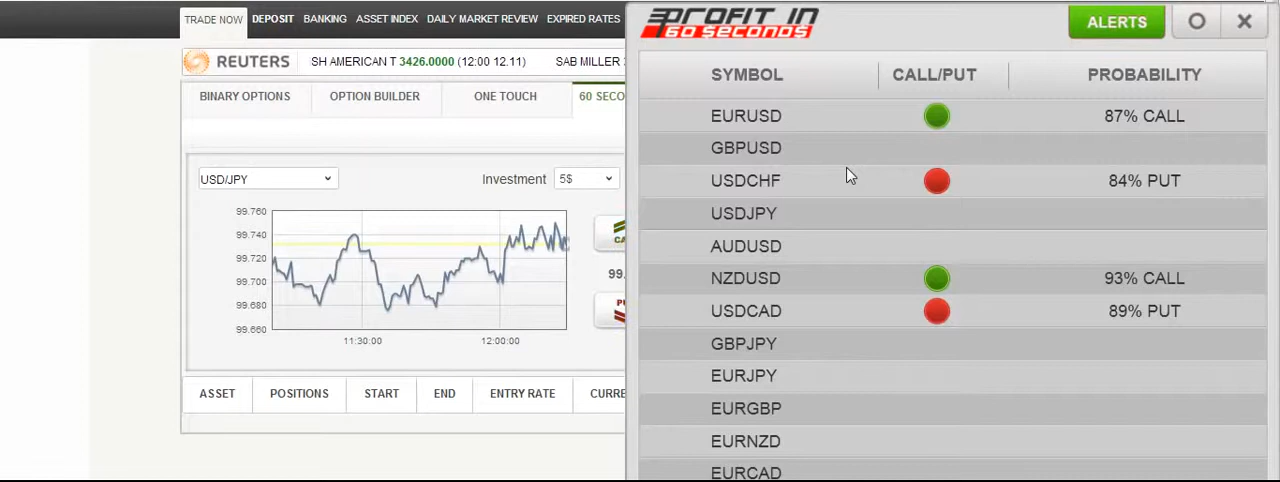 TRADE NOW DEPOSIT BANKING ASSET INDEX DAILY MARKET REVIEW EXPIRED RATES
REUTERS SH AMERICAN T 3426.0000 (12:00 12.11) SAB MILLER
BINARY OPTIONS OPTION BUILDER ONE TOUCH 60 SECO
USD/JPY Investment 5$
99.760
99.740
99.720
99.700
99.680
99.660
11:30:00 12:00:00
CA
99.
PU
ASSET POSITIONS START END ENTRY RATE CURRE
PROFIT IN
60 $ECOND$
ALERTS
SYMBOL CALL/PUT PROBABILITY
EURUSD 87% CALL
GBPUSD
USDCHF 84% PUT
USDJPY
AUDUSD
NZDUSD 93% CALL
USDCAD 89% PUT
GBPJPY
EURJPY
EURGBP
EURNZD
EURCAD